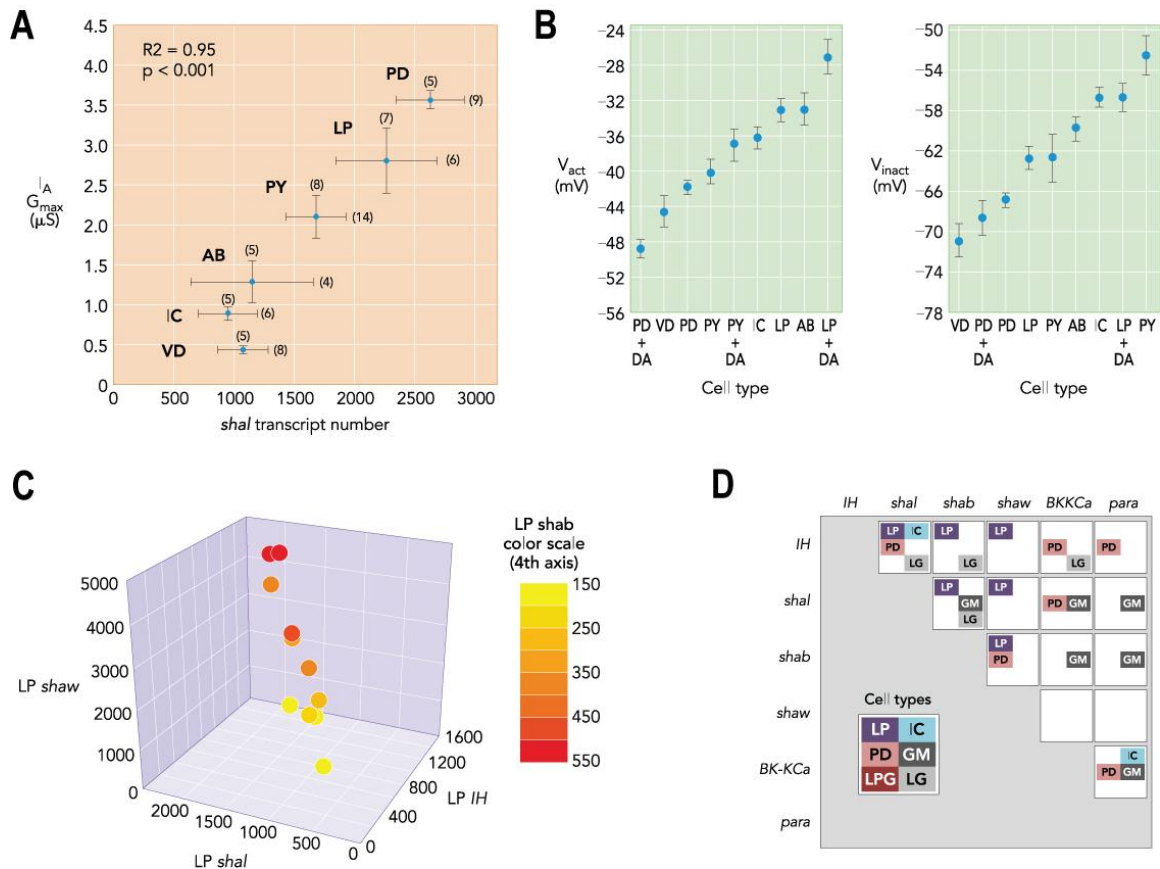 A
4.5
4.0
3.5
3.0
2.5
2.0
1.5
1.0
0.5
0
R2 = 0.95
p < 0.001
PD
(5)
(9)
LP
(7)
(6)
PY
(8)
(14)
AB
(5)
(4)
IC
(5)
(6)
VD
(5)
(8)
IA
Gmax
(μS)
0 500 1000 1500 2000 2500 3000
shal transcript number
B
−24
−28
−32
−36
−40
−44
−48
−52
−56
Vact
(mV)
PD PD VD PD PY PY IC LP AB LP
+ + +
DA DA DA
Cell type
−50
−54
−58
−62
−66
−70
−74
−78
Vinact
(mV)
VD PD PD LP PY AB IC LP PY
+ +
DA DA
Cell type
C
5000
4000
3000
2000
1000
0
LP shaw
2000
1500
1000
500
0
LP shal
0
400
800
1200
1600
LP IH
LP shab
color scale
(4th axis)
150
250
350
450
550
D
IH shal shab shaw BKKCa para
IH
LP IC LP LP
PD PD PD
LG LG LG
shal
LP LP
GM PD GM GM
LG
shab
LP
PD GM GM
shaw
BK-KCa
IC
PD GM
para
Cell types
LP IC
PD GM
LPG LG